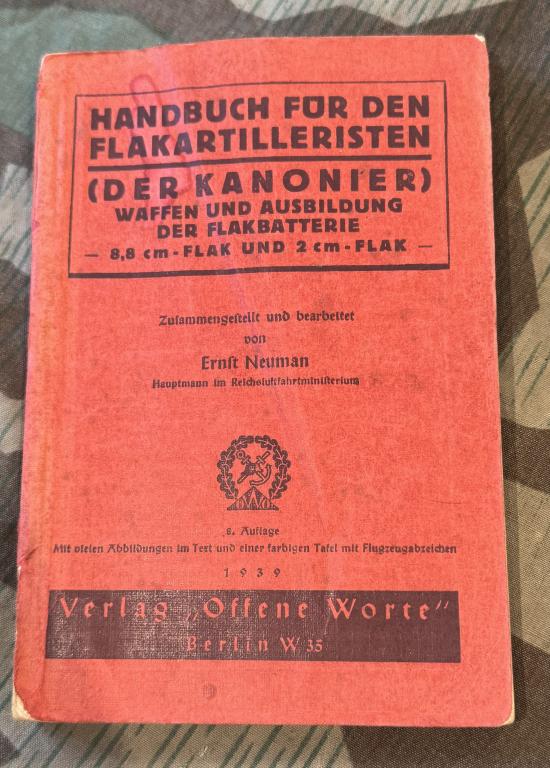 HANDBUCH FÜR DEN
FLAKARTILLERISTEN
(DER KANONIER)
WAFFEN UND AUSBILDUNG
DER FLAKBATTERIE
— 8,8 cm-FLAK UND 2 cm-FLAK —
Zusammengestellt und bearbeitet
von
Ernst Neuman
Hauptmann im Reichsluftfahrtministerium
OWO
8. Auflage
Mit vielen Abbildungen im Text und einer farbigen Tafel mit Flugzeugabzeichen
1939
Verlag „Offene Worte"
Berlin W 35